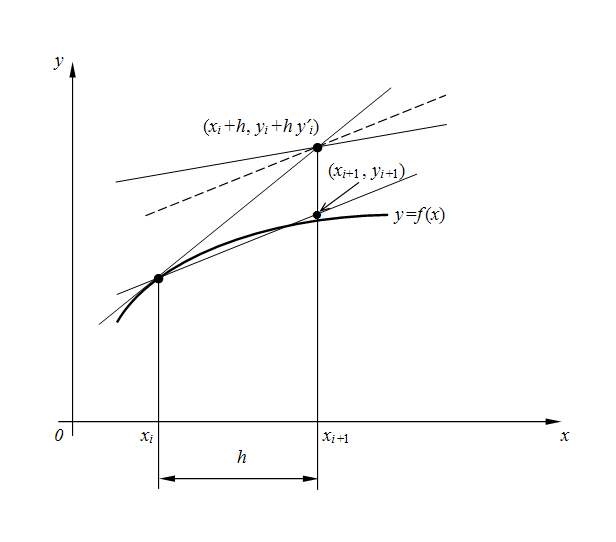 y
(xᵢ+h, yᵢ+h y′ᵢ)
(xᵢ₊₁, yᵢ₊₁)
y=f(x)
0
xᵢ
xᵢ₊₁
x
h